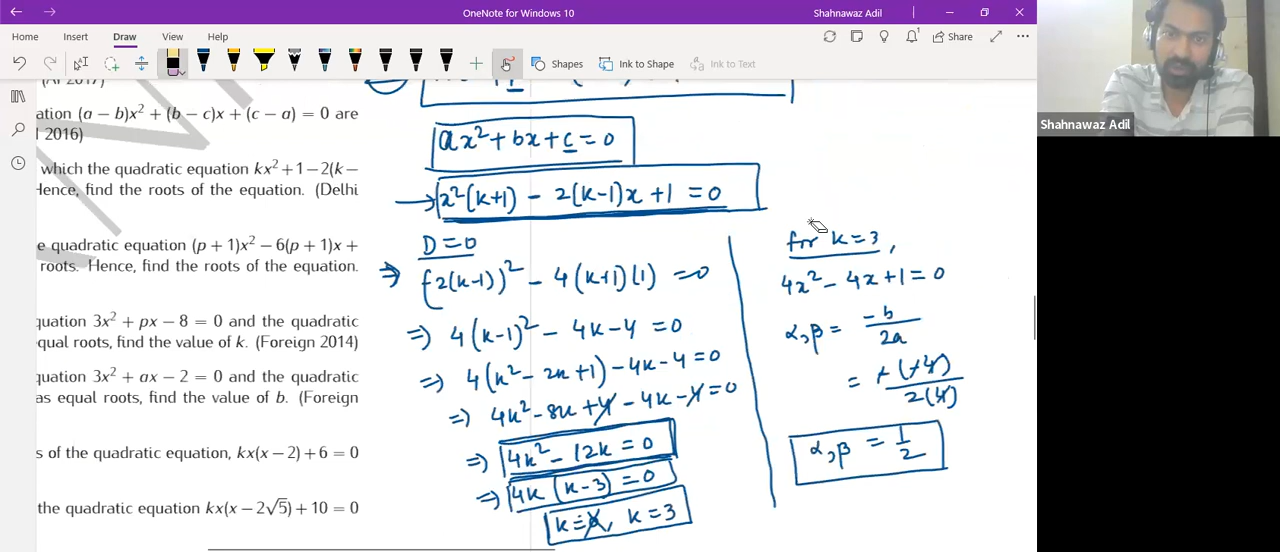 OneNote for Windows 10
Shahnawaz Adil
Home Insert Draw View Help
Share
Shapes Ink to Shape Ink to Text
ation (a − b)x² + (b − c)x + (c − a) = 0 are
2016)
which the quadratic equation kx² + 1 − 2(k −
Hence, find the roots of the equation. (Delhi
e quadratic equation (p + 1)x² − 6(p + 1)x +
roots. Hence, find the roots of the equation.
quation 3x² + px − 8 = 0 and the quadratic
equal roots, find the value of k. (Foreign 2014)
quation 3x² + ax − 2 = 0 and the quadratic
as equal roots, find the value of b. (Foreign
s of the quadratic equation, kx(x − 2) + 6 = 0
the quadratic equation kx(x − 2√5) + 10 = 0
ax² + bx + c = 0
x²(k+1) − 2(k−1)x + 1 = 0
D = 0
⇒ {2(k−1))² − 4(k+1)(1) = 0
⇒ 4(k−1)² − 4k − 4 = 0
⇒ 4(k² − 2k + 1) − 4k − 4 = 0
⇒ 4k² − 8k + 4 − 4k − 4 = 0
⇒ 4k² − 12k = 0
⇒ 4k (k−3) = 0
k = 0, k = 3
for k = 3,
4x² − 4x + 1 = 0
α, β = −b / 2a
= + (+4) / 2(4)
α, β = 1/2
Shahnawaz Adil